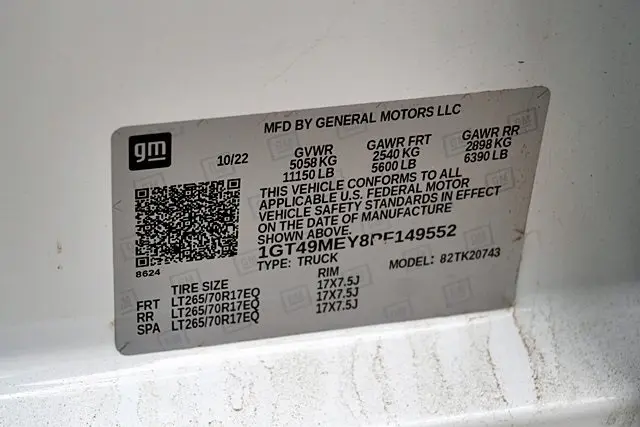 MFD BY GENERAL MOTORS LLC
gm
10/22
GVWR GAWR FRT GAWR RR
5058 KG 2540 KG 2898 KG
11150 LB 5600 LB 6390 LB
THIS VEHICLE CONFORMS TO ALL
APPLICABLE U.S. FEDERAL MOTOR
VEHICLE SAFETY STANDARDS IN EFFECT
ON THE DATE OF MANUFACTURE
SHOWN ABOVE.
8624
TYPE: TRUCK MODEL: 82TK20743
TIRE SIZE RIM
FRT LT265/70R17EQ 17X7.5J
RR LT265/70R17EQ 17X7.5J
SPA LT265/70R17EQ 17X7.5J